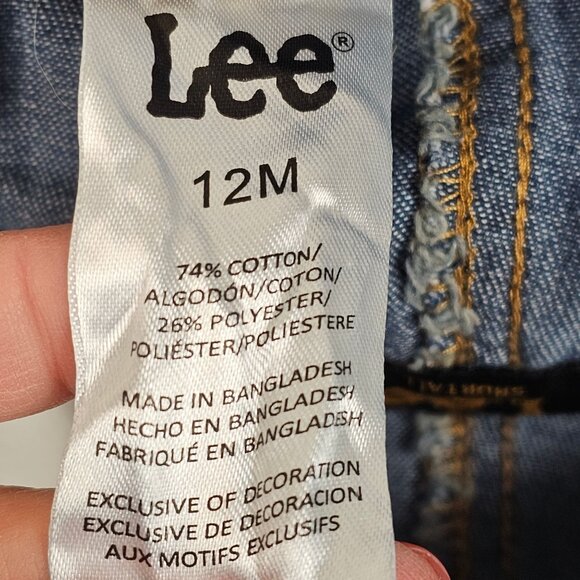 Lee®
12M
74% COTTON/
ALGODÓN/COTON/
26% POLYESTER/
POLIÉSTER/POLIESTERE
MADE IN BANGLADESH
HECHO EN BANGLADESH
FABRIQUÉ EN BANGLADESH
EXCLUSIVE OF DECORATION
EXCLUSIVE DE DECORACION
AUX MOTIFS EXCLUSIFS